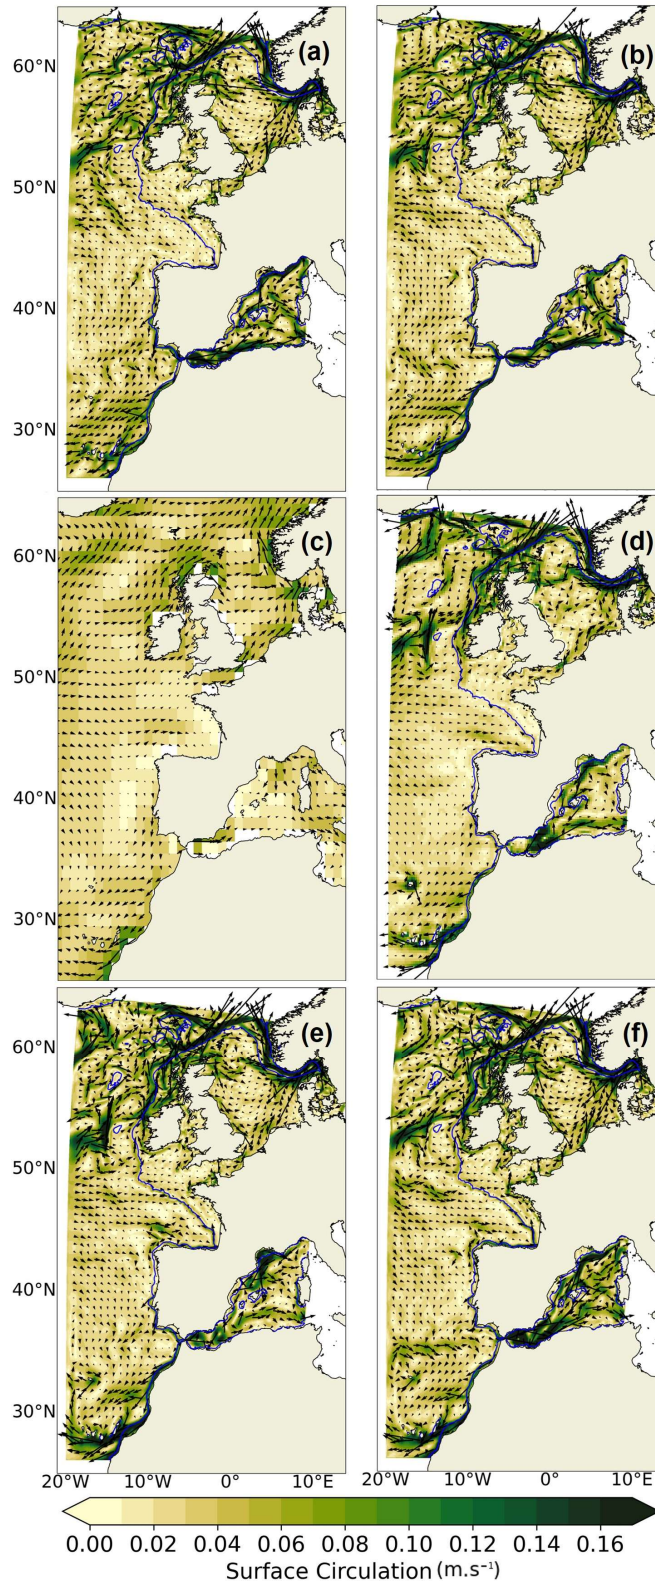 (a)
(b)
60°N
50°N
40°N
30°N
(c)
(d)
60°N
50°N
40°N
30°N
(e)
(f)
60°N
50°N
40°N
30°N
20°W 10°W 0° 10°E 20°W 10°W 0° 10°E
0.00 0.02 0.04 0.06 0.08 0.10 0.12 0.14 0.16
Surface Circulation (m.s⁻¹)